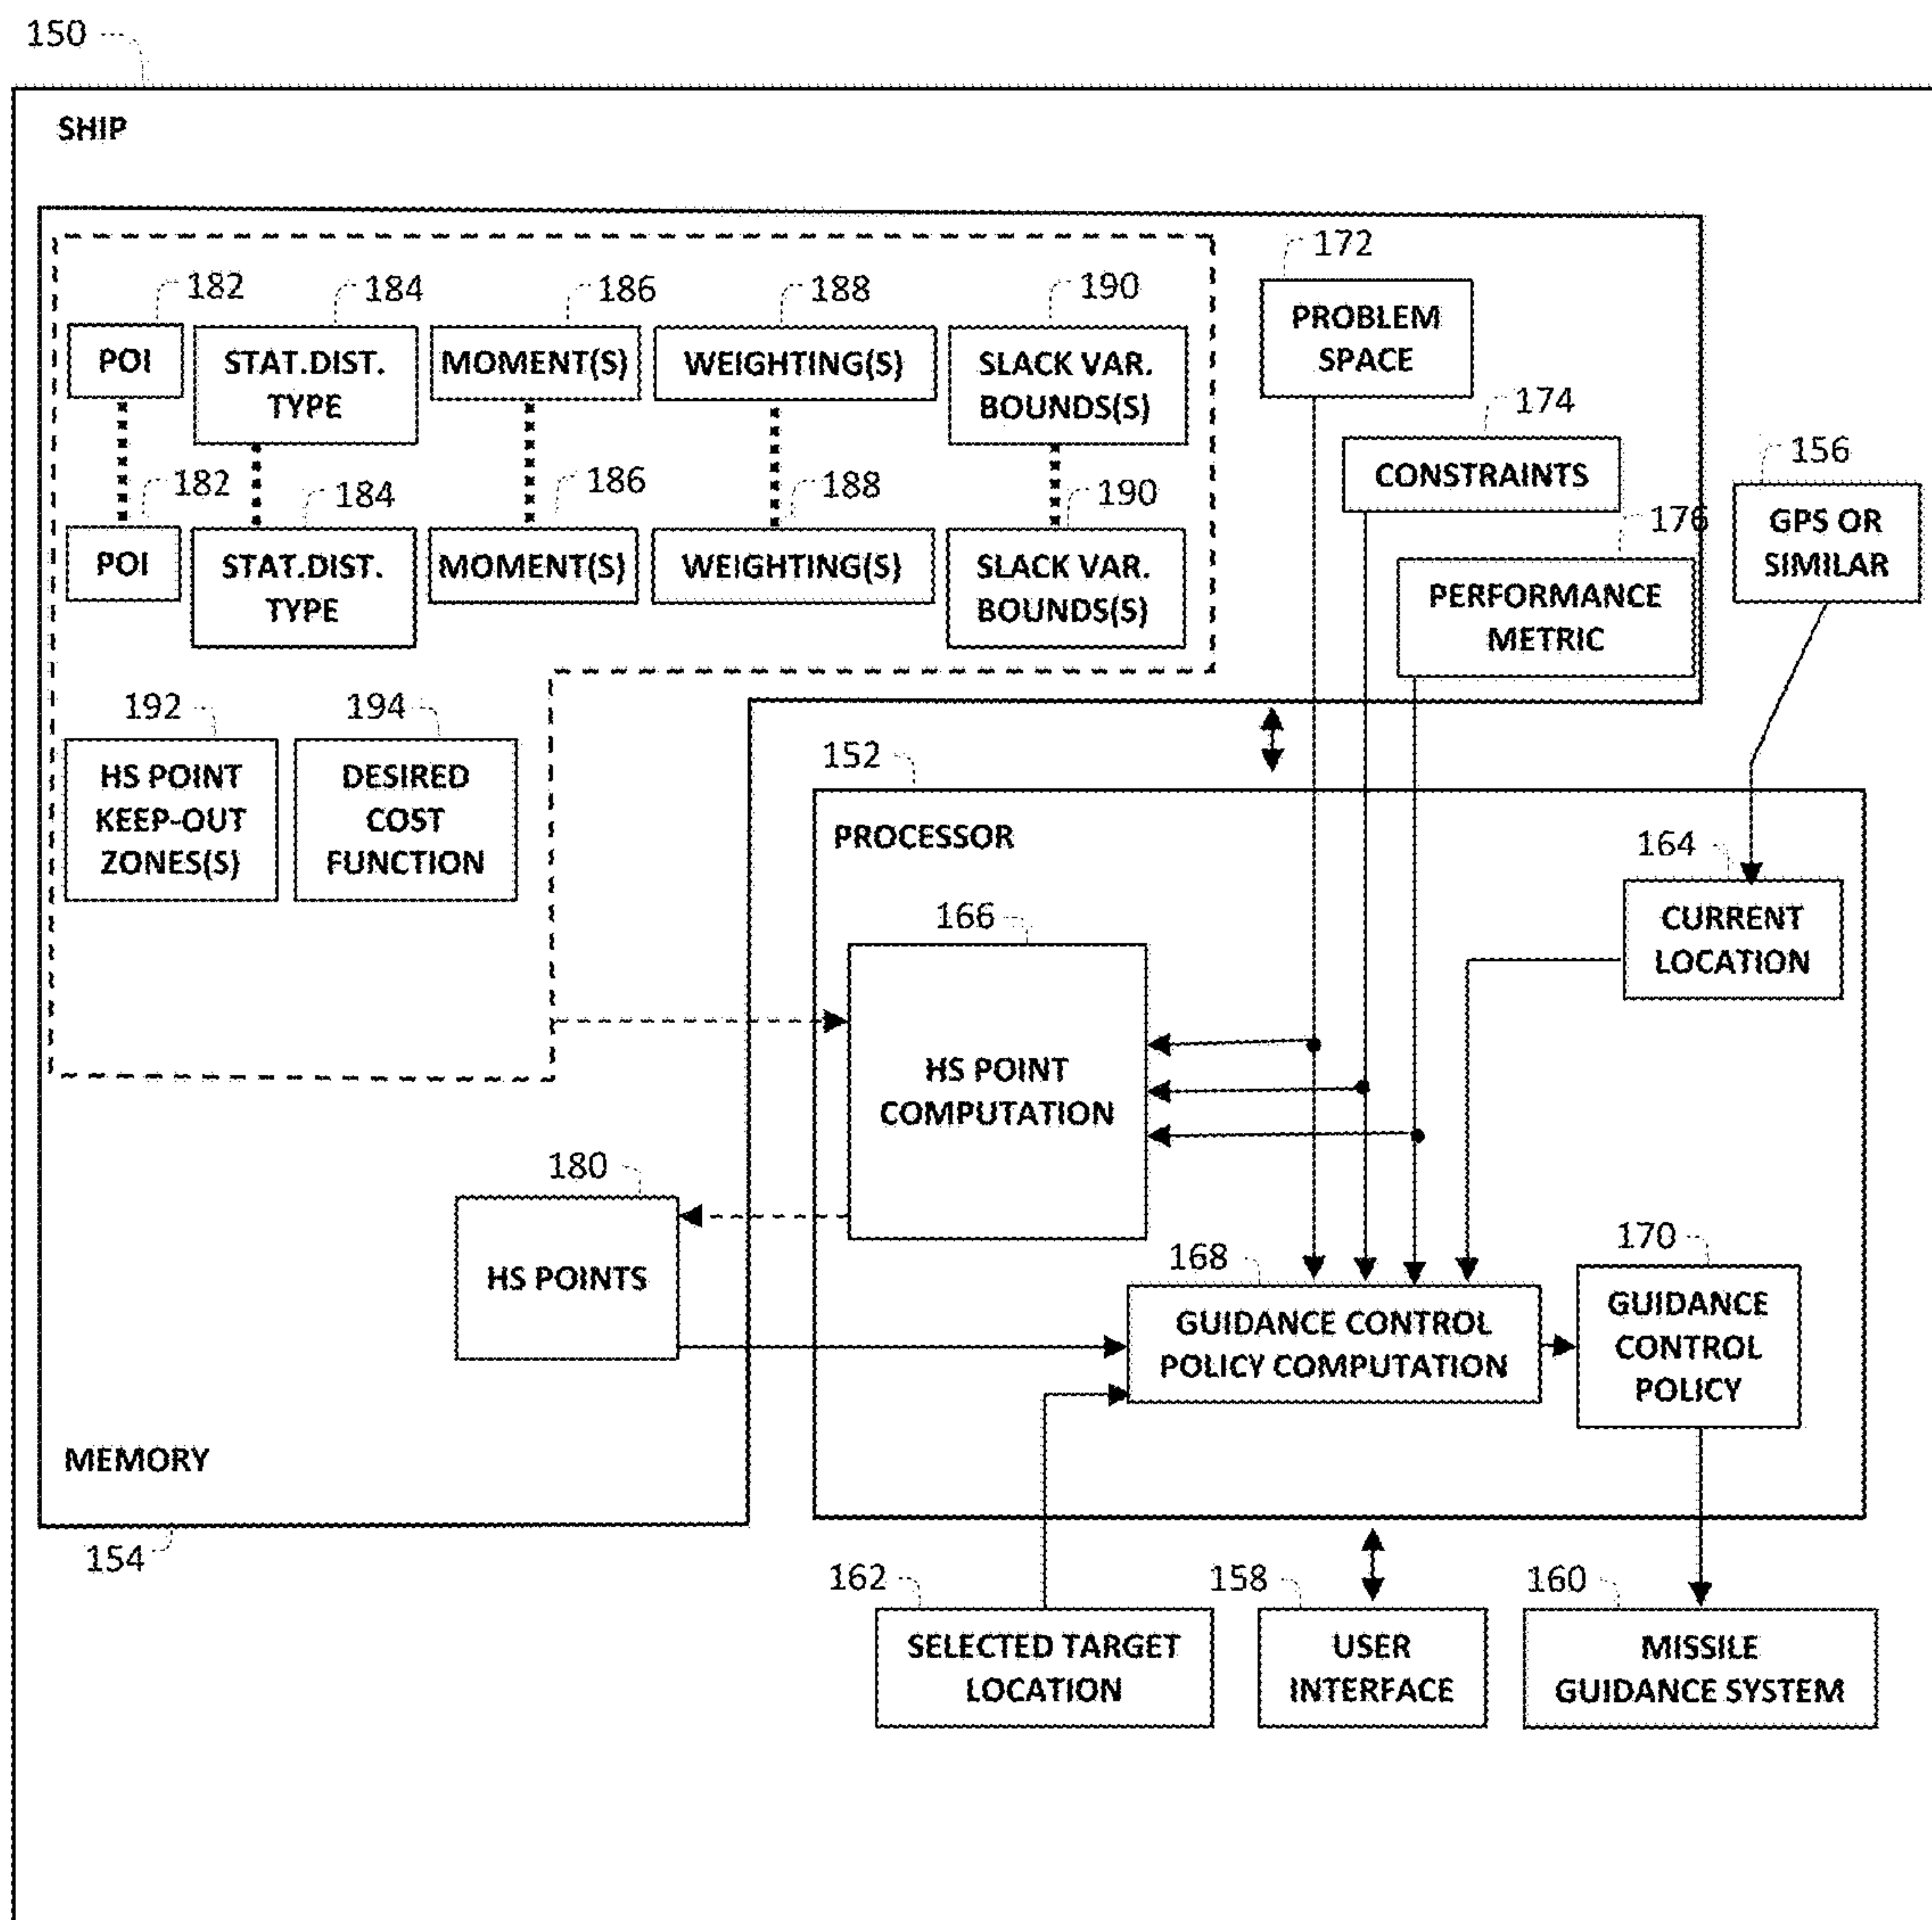 150
SHIP
172
182
184
186
188
190
PROBLEM
SPACE
POI
STAT.DIST.
TYPE
MOMENT(S)
WEIGHTING(S)
SLACK VAR.
BOUNDS(S)
174
CONSTRAINTS
156
GPS OR
SIMILAR
182
184
186
188
190
176
POI
STAT.DIST.
TYPE
MOMENT(S)
WEIGHTING(S)
SLACK VAR.
BOUNDS(S)
PERFORMANCE
METRIC
192
194
HS POINT
KEEP-OUT
ZONES(S)
DESIRED
COST
FUNCTION
152
PROCESSOR
164
CURRENT
LOCATION
166
HS POINT
COMPUTATION
180
HS POINTS
168
GUIDANCE CONTROL
POLICY COMPUTATION
170
GUIDANCE
CONTROL
POLICY
MEMORY
154
162
SELECTED TARGET
LOCATION
158
USER
INTERFACE
160
MISSILE
GUIDANCE SYSTEM